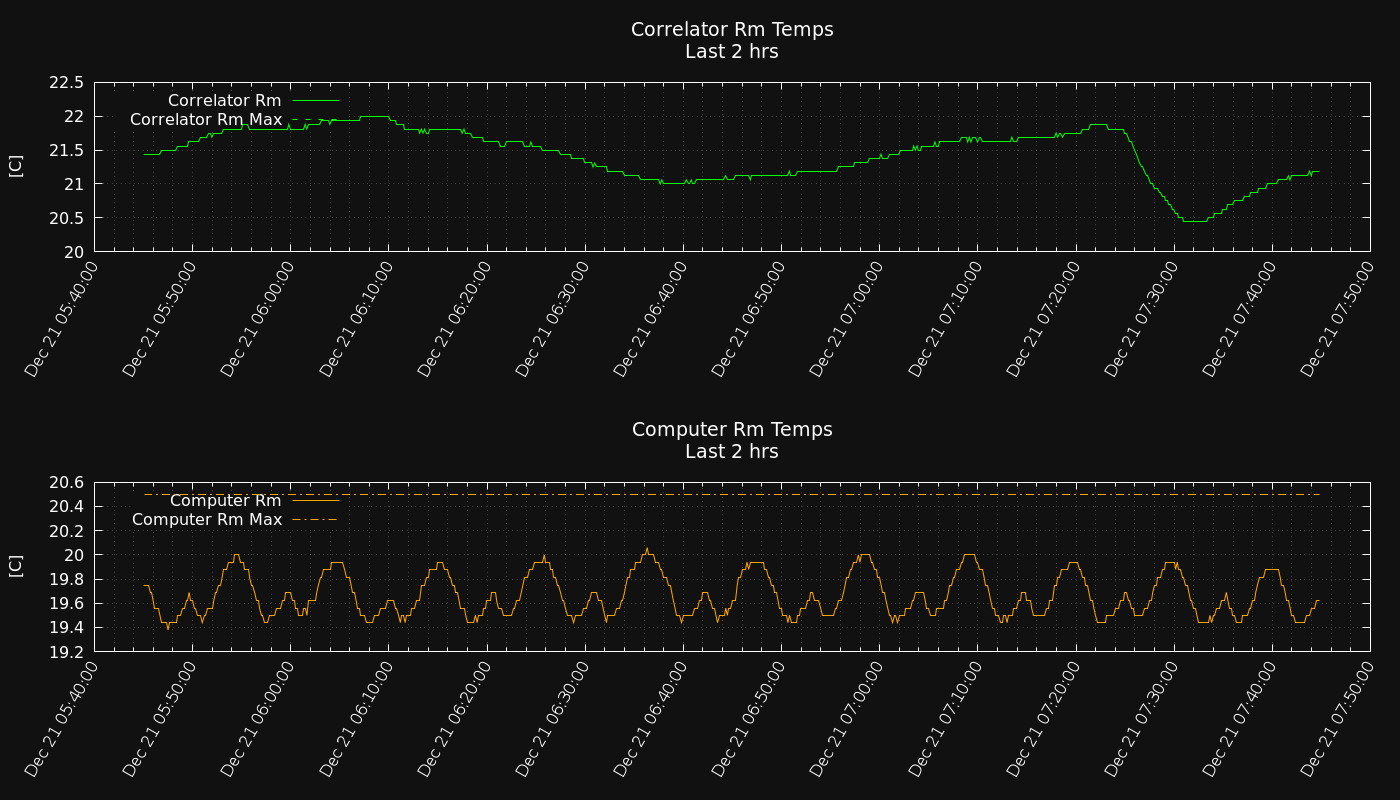 Correlator Rm Temps
Last 2 hrs
[C]
22.5
22
21.5
21
20.5
20
Correlator Rm
Correlator Rm Max
Dec 21 05:40:00
Dec 21 05:50:00
Dec 21 06:00:00
Dec 21 06:10:00
Dec 21 06:20:00
Dec 21 06:30:00
Dec 21 06:40:00
Dec 21 06:50:00
Dec 21 07:00:00
Dec 21 07:10:00
Dec 21 07:20:00
Dec 21 07:30:00
Dec 21 07:40:00
Dec 21 07:50:00
Computer Rm Temps
Last 2 hrs
[C]
20.6
20.4
20.2
20
19.8
19.6
19.4
19.2
Computer Rm
Computer Rm Max
Dec 21 05:40:00
Dec 21 05:50:00
Dec 21 06:00:00
Dec 21 06:10:00
Dec 21 06:20:00
Dec 21 06:30:00
Dec 21 06:40:00
Dec 21 06:50:00
Dec 21 07:00:00
Dec 21 07:10:00
Dec 21 07:20:00
Dec 21 07:30:00
Dec 21 07:40:00
Dec 21 07:50:00